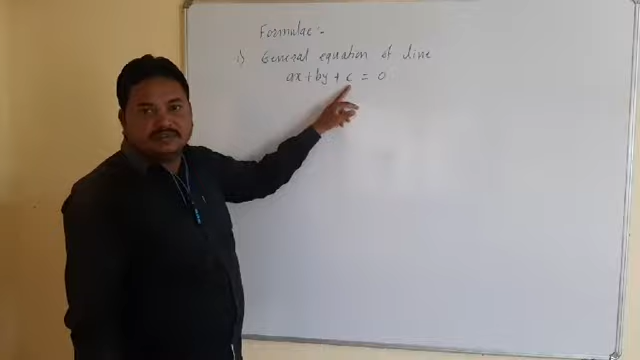 Formulae :-
1) General equation of line
ax + by + c = 0